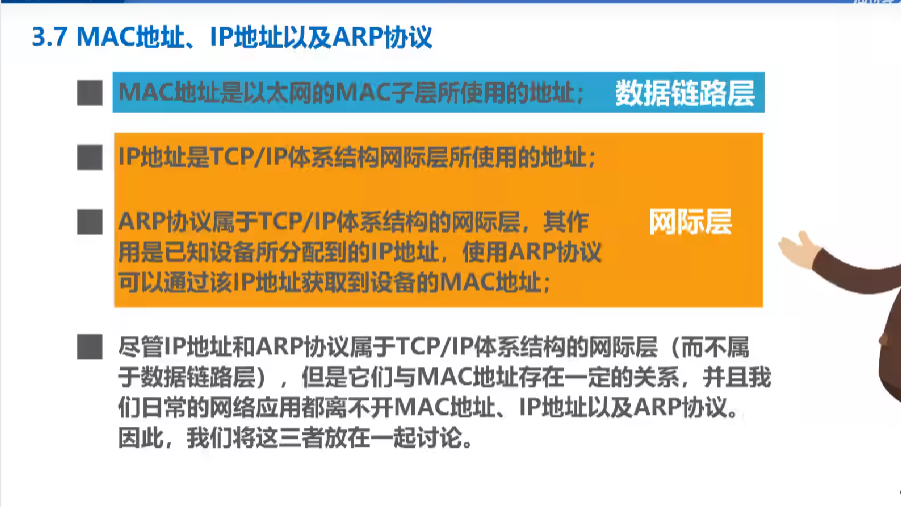 3.7 MAC地址、IP地址以及ARP协议
MAC地址是以太网的MAC子层所使用的地址；
数据链路层
IP地址是TCP/IP体系结构网际层所使用的地址；
ARP协议属于TCP/IP体系结构的网际层，其作
用是已知设备所分配到的IP地址，使用ARP协议
可以通过该IP地址获取到设备的MAC地址；
网际层
尽管IP地址和ARP协议属于TCP/IP体系结构的网际层（而不属
于数据链路层），但是它们与MAC地址存在一定的关系，并且我
们日常的网络应用都离不开MAC地址、IP地址以及ARP协议。
因此，我们将这三者放在一起讨论。